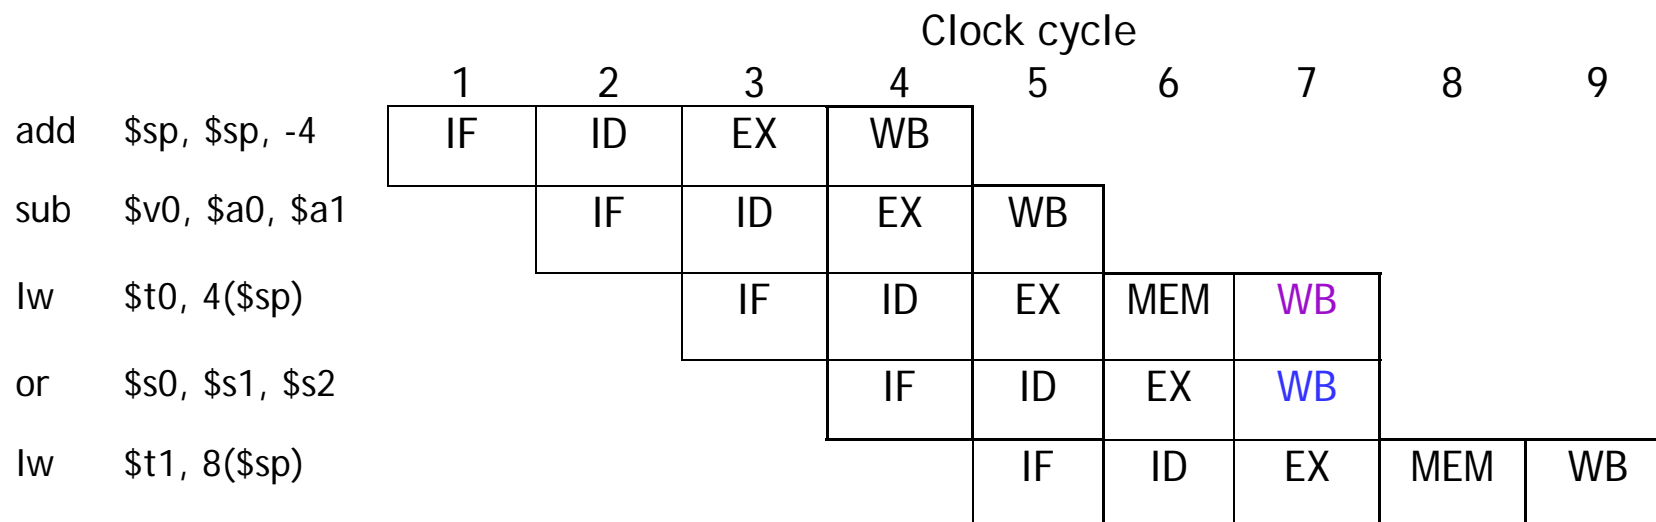 Clock cycle
1 2 3 4 5 6 7 8 9
add $sp, $sp, -4 IF ID EX WB
sub $v0, $a0, $a1 IF ID EX WB
lw $t0, 4($sp) IF ID EX MEM WB
or $s0, $s1, $s2 IF ID EX WB
lw $t1, 8($sp) IF ID EX MEM WB